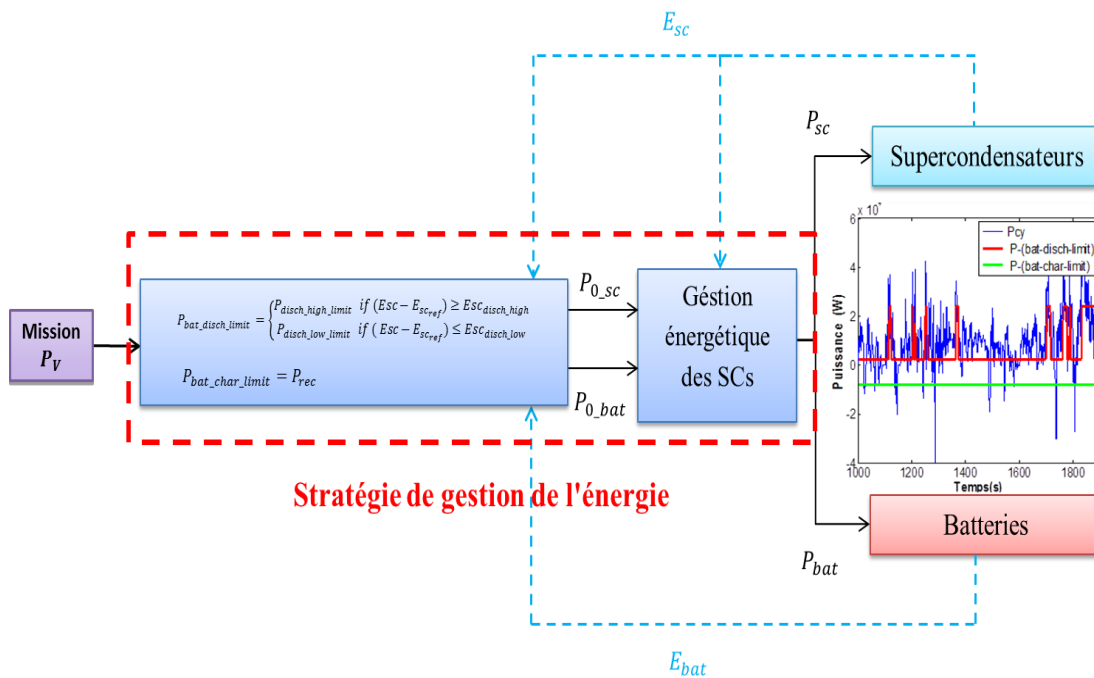 E_sc
P_sc
Supercondensateurs
Mission
P_V
P_bat_disch_limit = {P_disch_high_limit if (Esc − E_sc_ref) ≥ Esc_disch_high
P_disch_low_limit if (Esc − E_sc_ref) ≤ Esc_disch_low
P_bat_char_limit = P_rec
P_0_sc
P_0_bat
Géstion
énergétique
des SCs
6
x 10
Pcy
P-(bat-disch-limit)
P-(bat-char-limit)
4
2
0
-2
-4
Puissance (W)
1000 1200 1400 1600 1800
Temps(s)
Stratégie de gestion de l'énergie
Batteries
P_bat
E_bat